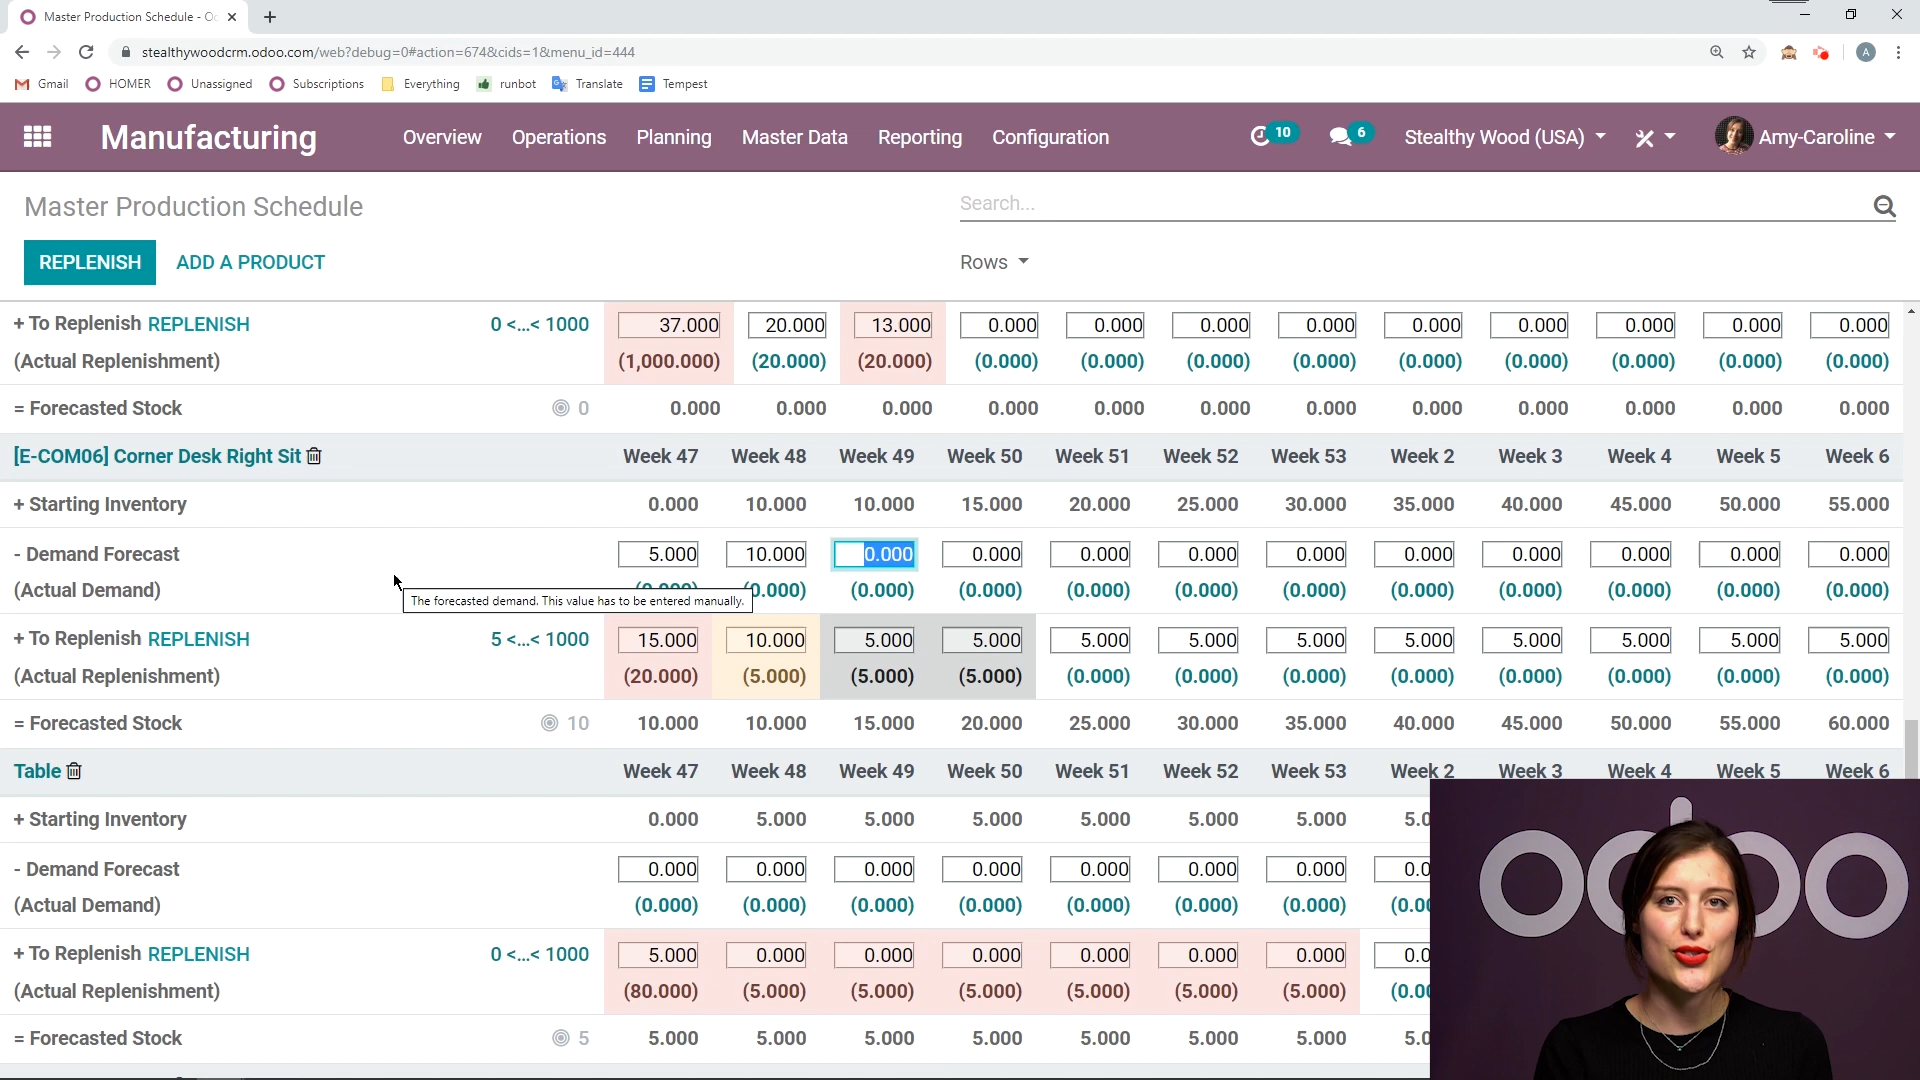 Master Production Schedule - Oc
stealthywoodcrm.odoo.com/web?debug=0#action=674&cids=1&menu_id=444
A
Gmail HOMER Unassigned Subscriptions Everything runbot Translate Tempest
Manufacturing Overview Operations Planning Master Data Reporting Configuration 10 6 Stealthy Wood (USA) Amy-Caroline
Master Production Schedule Search...
REPLENISH ADD A PRODUCT Rows
+ To Replenish REPLENISH 0 <...< 1000 37.000 20.000 13.000 0.000 0.000 0.000 0.000 0.000 0.000 0.000 0.000 0.000
(Actual Replenishment) (1,000.000) (20.000) (20.000) (0.000) (0.000) (0.000) (0.000) (0.000) (0.000) (0.000) (0.000) (0.000)
= Forecasted Stock 0 0.000 0.000 0.000 0.000 0.000 0.000 0.000 0.000 0.000 0.000 0.000 0.000
[E-COM06] Corner Desk Right Sit Week 47 Week 48 Week 49 Week 50 Week 51 Week 52 Week 53 Week 2 Week 3 Week 4 Week 5 Week 6
+ Starting Inventory 0.000 10.000 10.000 15.000 20.000 25.000 30.000 35.000 40.000 45.000 50.000 55.000
- Demand Forecast 5.000 10.000 0.000 0.000 0.000 0.000 0.000 0.000 0.000 0.000 0.000 0.000
(Actual Demand) (0.000) (0.000) (0.000) (0.000) (0.000) (0.000) (0.000) (0.000) (0.000) (0.000)
The forecasted demand. This value has to be entered manually.
+ To Replenish REPLENISH 5 <...< 1000 15.000 10.000 5.000 5.000 5.000 5.000 5.000 5.000 5.000 5.000 5.000 5.000
(Actual Replenishment) (20.000) (5.000) (5.000) (5.000) (0.000) (0.000) (0.000) (0.000) (0.000) (0.000) (0.000) (0.000)
= Forecasted Stock 10 10.000 10.000 15.000 20.000 25.000 30.000 35.000 40.000 45.000 50.000 55.000 60.000
Table Week 47 Week 48 Week 49 Week 50 Week 51 Week 52 Week 53 Week 2 Week 3 Week 4 Week 5 Week 6
+ Starting Inventory 0.000 5.000 5.000 5.000 5.000 5.000 5.000 5.0
- Demand Forecast 0.000 0.000 0.000 0.000 0.000 0.000 0.000 0.0
(Actual Demand) (0.000) (0.000) (0.000) (0.000) (0.000) (0.000) (0.000) (0.00
+ To Replenish REPLENISH 0 <...< 1000 5.000 0.000 0.000 0.000 0.000 0.000 0.000 0.0
(Actual Replenishment) (80.000) (5.000) (5.000) (5.000) (5.000) (5.000) (5.000) (0.00
= Forecasted Stock 5 5.000 5.000 5.000 5.000 5.000 5.000 5.000 5.0
odoo